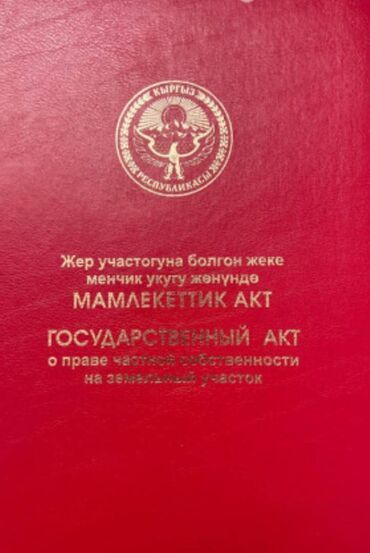 КЫРГЫЗ
РЕСПУБЛИКАСЫ
Жер участогуна болгон жеке
менчик укугу жөнүндө
МАМЛЕКЕТТИК АКТ
ГОСУДАРСТВЕННЫЙ АКТ
о праве частной собственности
на земельный участок